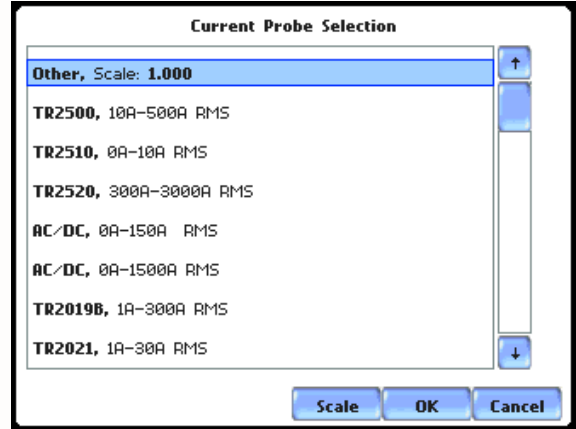 Current Probe Selection
Other, Scale: 1.000
TR2500, 10A-500A RMS
TR2510, 0A-10A RMS
TR2520, 300A-3000A RMS
AC/DC, 0A-150A  RMS
AC/DC, 0A-1500A RMS
TR2019B, 1A-300A RMS
TR2021, 1A-30A RMS
Scale OK Cancel